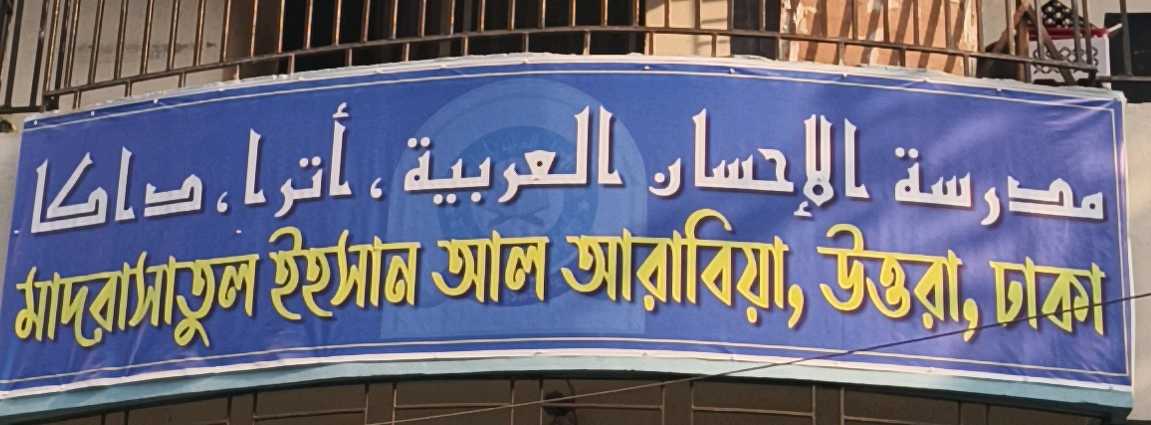 مدرسة الإحسان العربية ، أترا ، داكا
মাদরাসাতুল ইহসান আল আরাবিয়া, উত্তরা, ঢাকা